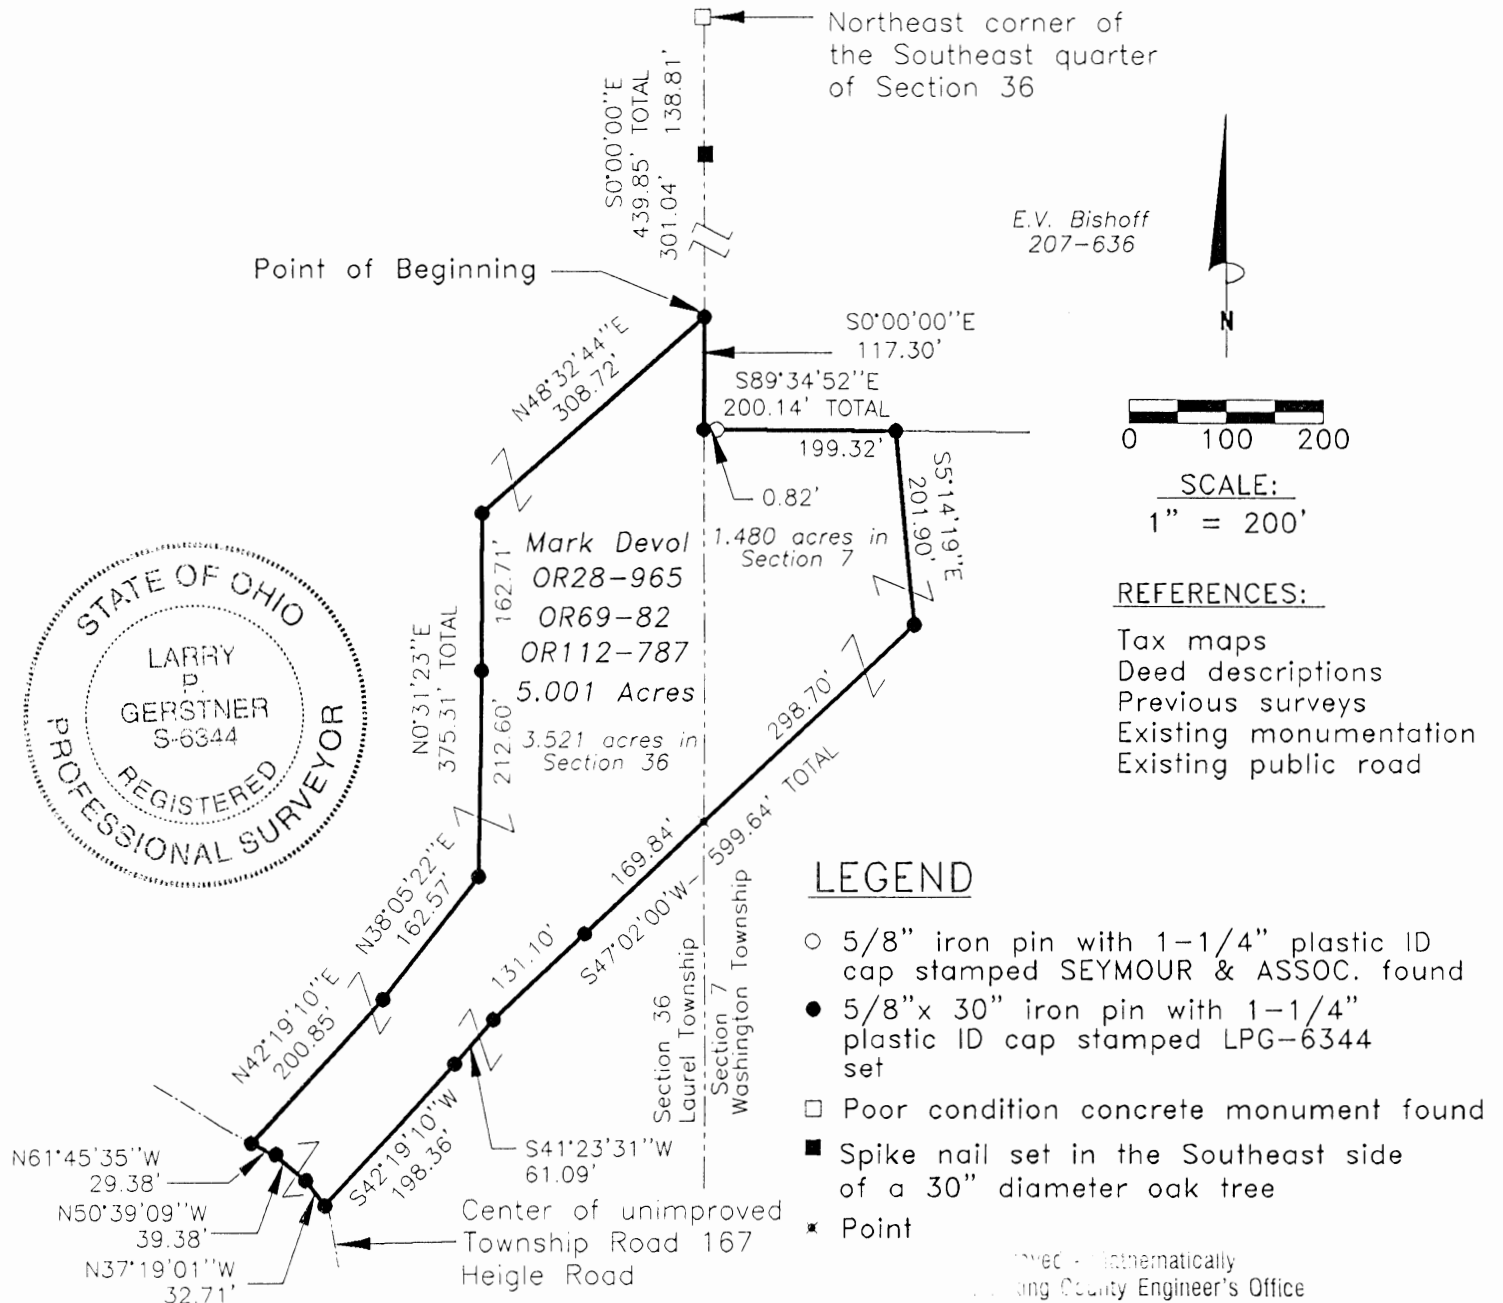 Northeast corner of
the Southeast quarter
of Section 36
S0°00'00"E
439.85' TOTAL
301.04'
138.81'
E.V. Bishoff
207-636
N
Point of Beginning
S0°00'00"E
117.30'
N48°32'44"E
308.72'
S89°34'52"E
200.14' TOTAL
199.32'
0.82'
0 100 200
SCALE:
1" = 200'
S5°14'19"E
201.90'
1.480 acres in
Section 7
Mark Devol
OR28-965
OR69-82
OR112-787
5.001 Acres
3.521 acres in
Section 36
162.71'
N0°31'23"E
375.31' TOTAL
212.60'
STATE OF OHIO
LARRY
P.
GERSTNER
S-6344
REGISTERED
PROFESSIONAL SURVEYOR
REFERENCES:
Tax maps
Deed descriptions
Previous surveys
Existing monumentation
Existing public road
298.70'
S47°02'00"W- 599.64' TOTAL
169.84'
131.10'
N38°05'22"E
162.57'
N42°19'10"E
200.85'
Section 36
Laurel Township
Section 7
Washington Township
S41°23'31"W
61.09'
S42°19'10"W
198.36'
N61°45'35"W
29.38'
N50°39'09"W
39.38'
N37°19'01"W
32.71'
Center of unimproved
Township Road 167
Heigle Road
LEGEND
5/8" iron pin with 1-1/4" plastic ID
cap stamped SEYMOUR & ASSOC. found
5/8"x 30" iron pin with 1-1/4"
plastic ID cap stamped LPG-6344
set
Poor condition concrete monument found
Spike nail set in the Southeast side
of a 30" diameter oak tree
Point
County Engineer's Office